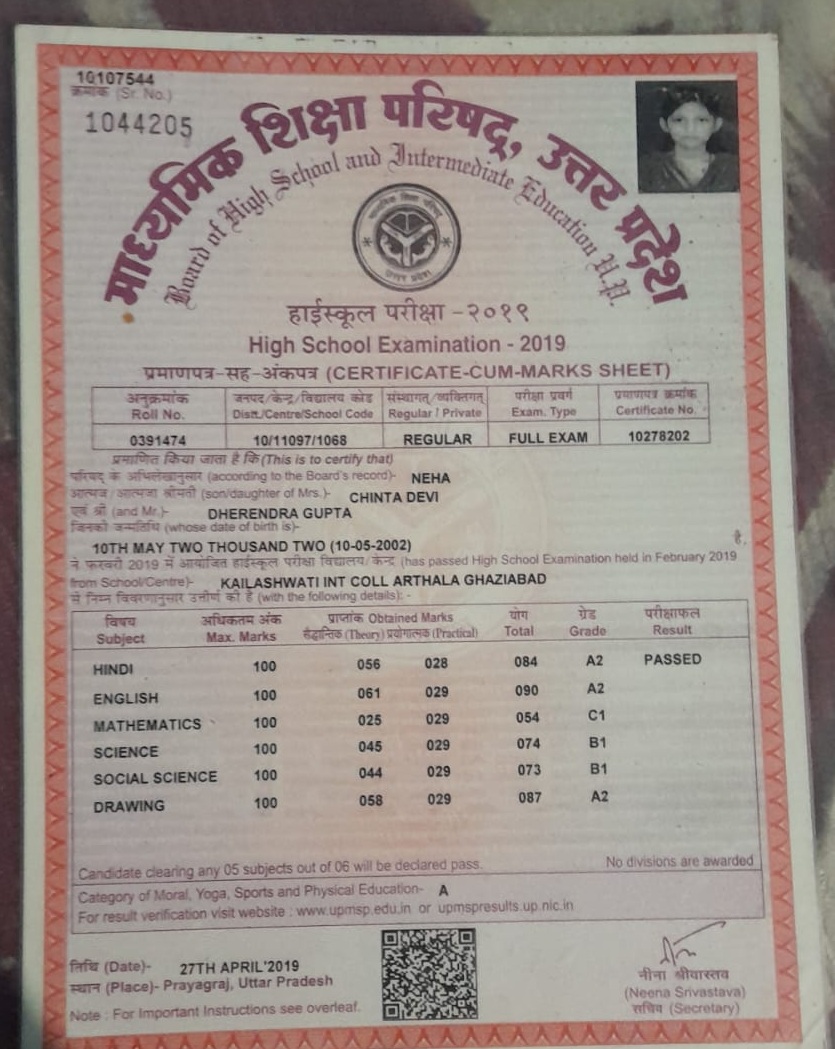 10107544
क्रमांक (Sr. No.)
1044205
माध्यमिक शिक्षा परिषद्, उत्तर प्रदेश
Board of High School and Intermediate Education U.P.
माध्यमिक शिक्षा परिषद्
उत्तर प्रदेश
हाईस्कूल परीक्षा -२०१९
High School Examination - 2019
प्रमाणपत्र-सह-अंकपत्र (CERTIFICATE-CUM-MARKS SHEET)
अनुक्रमांक जनपद/केन्द्र/विद्यालय कोड संस्थागत्/व्यक्तिगत् परीक्षा प्रवर्ग प्रमाणपत्र क्रमांक
Roll No. Distt./Centre/School Code Regular / Private Exam. Type Certificate No.
0391474 10/11097/1068 REGULAR FULL EXAM 10278202
प्रमाणित किया जाता है कि (This is to certify that)
परिषद् के अभिलेखानुसार (according to the Board's record)- NEHA
आत्मज/आत्मजा श्रीमती (son/daughter of Mrs.)- CHINTA DEVI
एवं श्री (and Mr.)- DHERENDRA GUPTA
जिनकी जन्मतिथि (whose date of birth is)-
10TH MAY TWO THOUSAND TWO (10-05-2002) है,
ने फरवरी 2019 में आयोजित हाईस्कूल परीक्षा विद्यालय/केन्द्र (has passed High School Examination held in February 2019
from School/Centre)- KAILASHWATI INT COLL ARTHALA GHAZIABAD
से निम्न विवरणानुसार उत्तीर्ण की है (with the following details): -
विषय अधिकतम अंक प्राप्तांक Obtained Marks योग ग्रेड परीक्षाफल
Subject Max. Marks सैद्धान्तिक (Theory) प्रयोगात्मक (Practical) Total Grade Result
HINDI 100 056 028 084 A2 PASSED
ENGLISH 100 061 029 090 A2
MATHEMATICS 100 025 029 054 C1
SCIENCE 100 045 029 074 B1
SOCIAL SCIENCE 100 044 029 073 B1
DRAWING 100 058 029 087 A2
Candidate clearing any 05 subjects out of 06 will be declared pass. No divisions are awarded
Category of Moral, Yoga, Sports and Physical Education- A
For result verification visit website : www.upmsp.edu.in or upmspresults.up.nic.in
तिथि (Date)- 27TH APRIL'2019
स्थान (Place)- Prayagraj, Uttar Pradesh
Note : For Important Instructions see overleaf.
नीना श्रीवास्तव
(Neena Srivastava)
सचिव (Secretary)